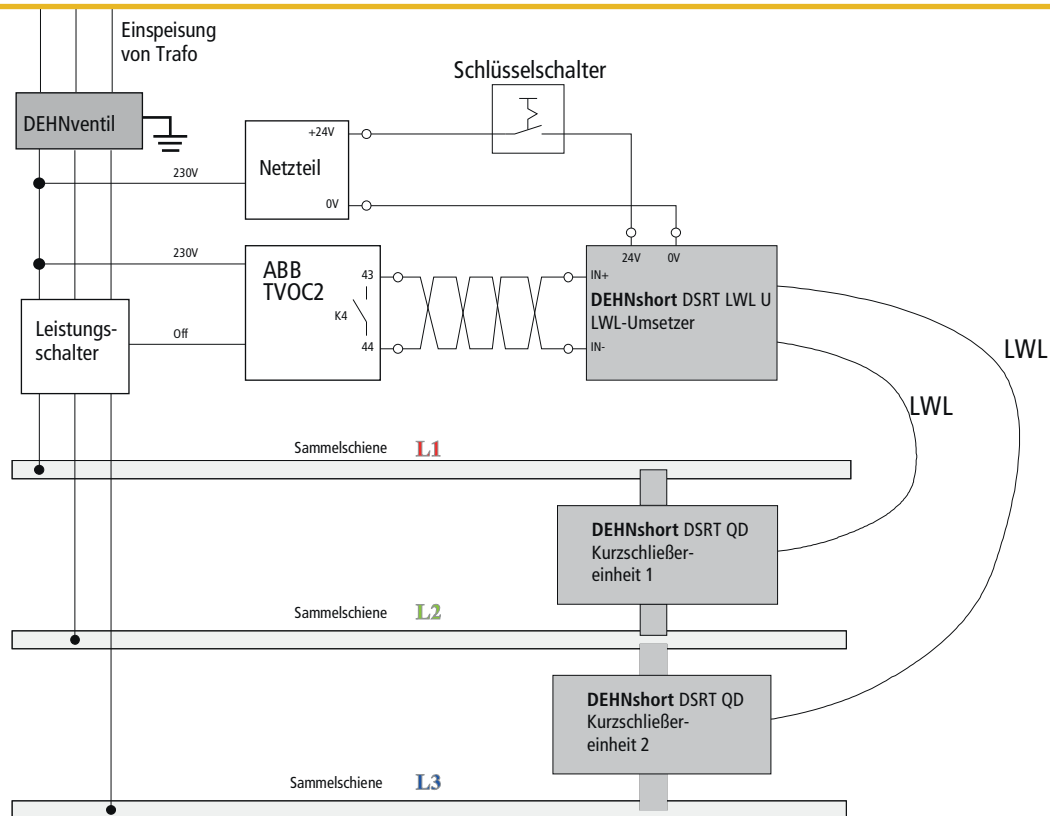 Einspeisung
von Trafo
Schlüsselschalter
DEHNventil
+24V
Netzteil
230V
0V
230V
ABB
TVOC2
43
K4
44
24V 0V
IN+
DEHNshort DSRT LWL U
LWL-Umsetzer
IN-
Leistungs-
schalter
Off
LWL
LWL
Sammelschiene L1
DEHNshort DSRT QD
Kurzschließer-
einheit 1
Sammelschiene L2
DEHNshort DSRT QD
Kurzschließer-
einheit 2
Sammelschiene L3